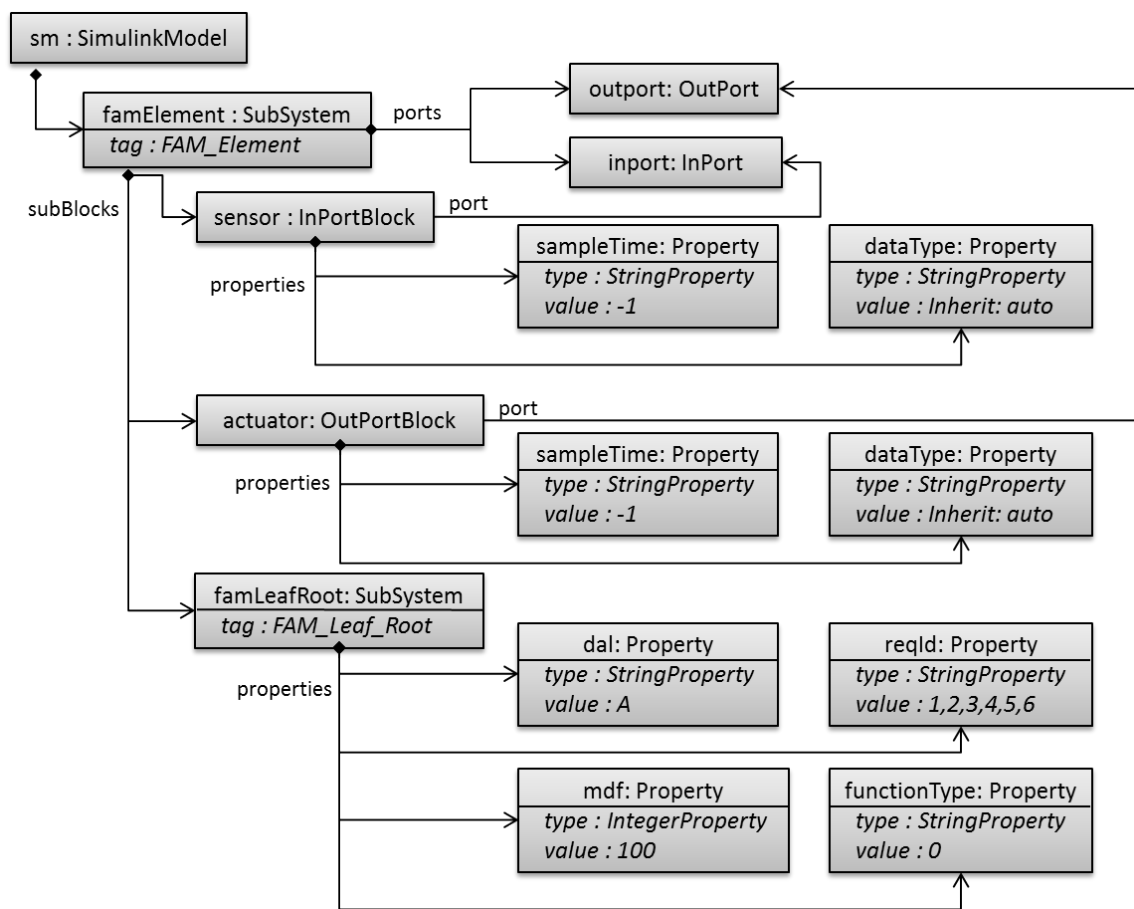 sm : SimulinkModel
famElement : SubSystem
tag : FAM_Element
ports
outport: OutPort
inport: InPort
subBlocks
sensor : InPortBlock
port
properties
sampleTime: Property
type : StringProperty
value : -1
dataType: Property
type : StringProperty
value : Inherit: auto
actuator: OutPortBlock
port
properties
sampleTime: Property
type : StringProperty
value : -1
dataType: Property
type : StringProperty
value : Inherit: auto
famLeafRoot: SubSystem
tag : FAM_Leaf_Root
properties
dal: Property
type : StringProperty
value : A
reqId: Property
type : StringProperty
value : 1,2,3,4,5,6
mdf: Property
type : IntegerProperty
value : 100
functionType: Property
type : StringProperty
value : 0